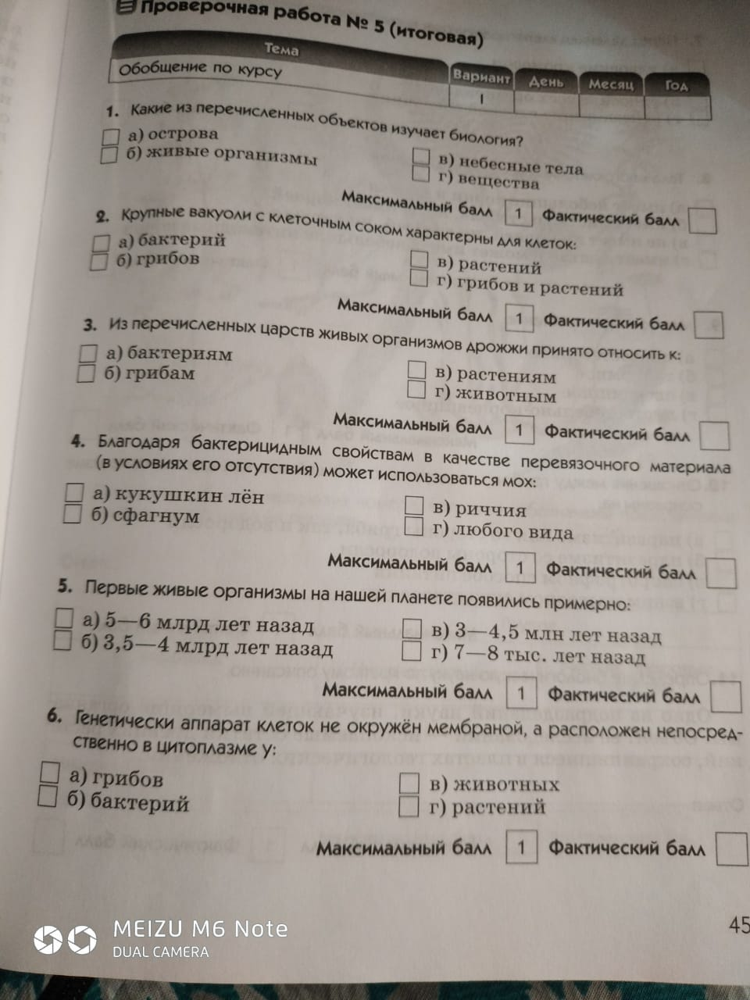 Проверочная работа № 5 (итоговая)
Тема
Вариант
День
Месяц
Год
Обобщение по курсу
I
1. Какие из перечисленных объектов изучает биология?
а) острова
б) живые организмы
в) небесные тела
г) вещества
Максимальный балл 1 Фактический балл
2. Крупные вакуоли с клеточным соком характерны для клеток:
а) бактерий
б) грибов
в) растений
г) грибов и растений
Максимальный балл 1 Фактический балл
3. Из перечисленных царств живых организмов дрожжи принято относить к:
а) бактериям
б) грибам
в) растениям
г) животным
Максимальный балл 1 Фактический балл
4. Благодаря бактерицидным свойствам в качестве перевязочного материала
(в условиях его отсутствия) может использоваться мох:
а) кукушкин лён
б) сфагнум
в) риччия
г) любого вида
Максимальный балл 1 Фактический балл
5. Первые живые организмы на нашей планете появились примерно:
а) 5—6 млрд лет назад
б) 3,5—4 млрд лет назад
в) 3—4,5 млн лет назад
г) 7—8 тыс. лет назад
Максимальный балл 1 Фактический балл
6. Генетически аппарат клеток не окружён мембраной, а расположен непосред-
ственно в цитоплазме у:
а) грибов
б) бактерий
в) животных
г) растений
Максимальный балл 1 Фактический балл
45
MEIZU M6 Note
DUAL CAMERA